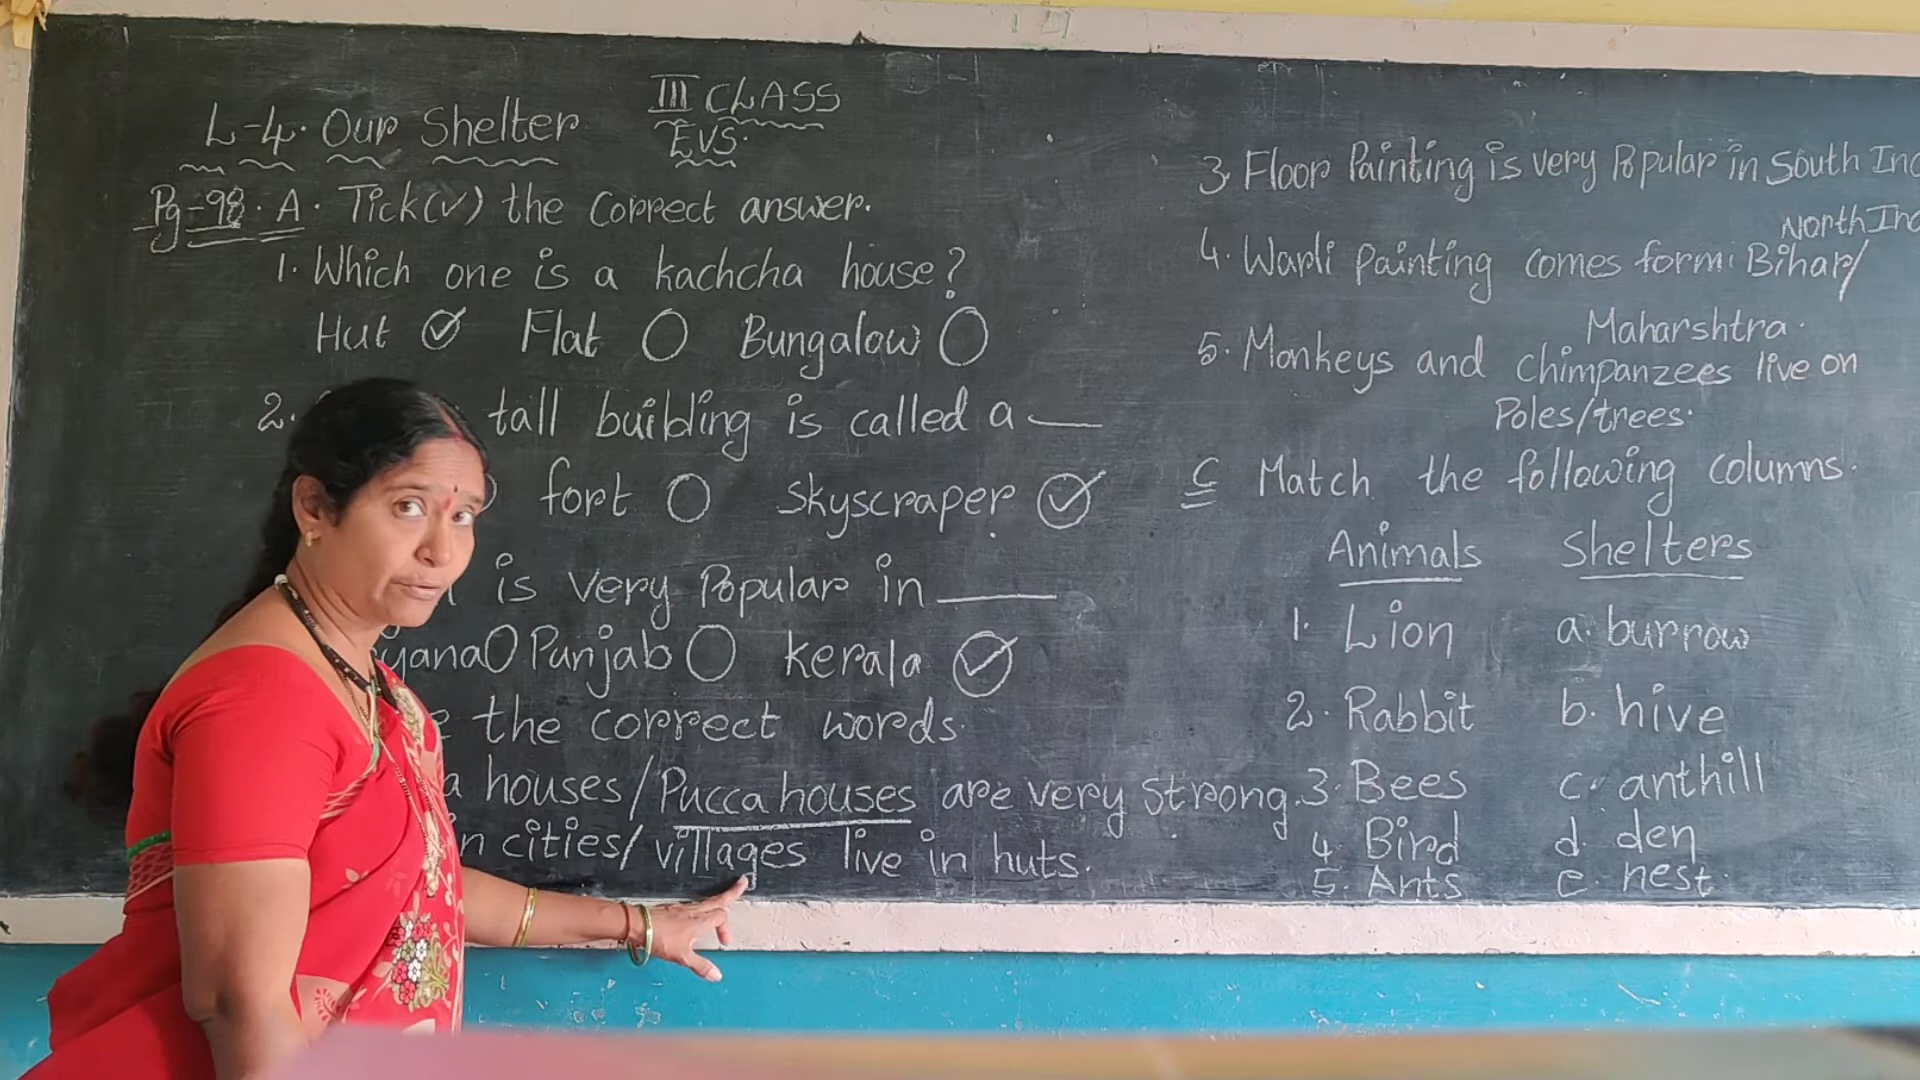 III CLASS
L-4. Our Shelter
EVS.
Pg-98. A. Tick(✓) the correct answer.
1. Which one is a kachcha house?
Hut ✓ Flat Bungalow
2. tall building is called a ___
fort skyscraper ✓
is very Popular in ___
yana Punjab kerala ✓
the correct words.
a houses/Pucca houses are very strong.
in cities/villages live in huts.
3. Floor Painting is very Popular in South Ind
North Ind
4. Warli Painting comes form: Bihar/
Maharshtra.
5. Monkeys and Chimpanzees live on
Poles/trees.
C Match the following columns.
Animals Shelters
1. Lion a. burrow
2. Rabbit b. hive
3. Bees c. anthill
4. Bird d. den
5. Ants e. nest.